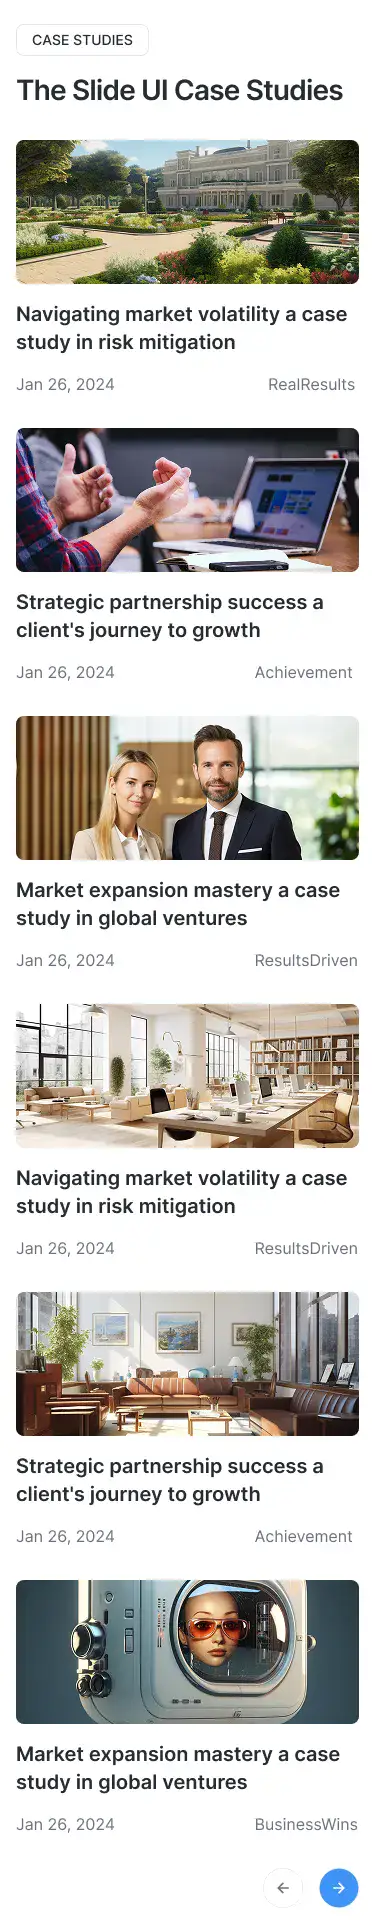 CASE STUDIES
The Slide UI Case Studies
Navigating market volatility a case
study in risk mitigation
Jan 26, 2024 RealResults
Strategic partnership success a
client's journey to growth
Jan 26, 2024 Achievement
Market expansion mastery a case
study in global ventures
Jan 26, 2024 ResultsDriven
Navigating market volatility a case
study in risk mitigation
Jan 26, 2024 ResultsDriven
Strategic partnership success a
client's journey to growth
Jan 26, 2024 Achievement
Market expansion mastery a case
study in global ventures
Jan 26, 2024 BusinessWins